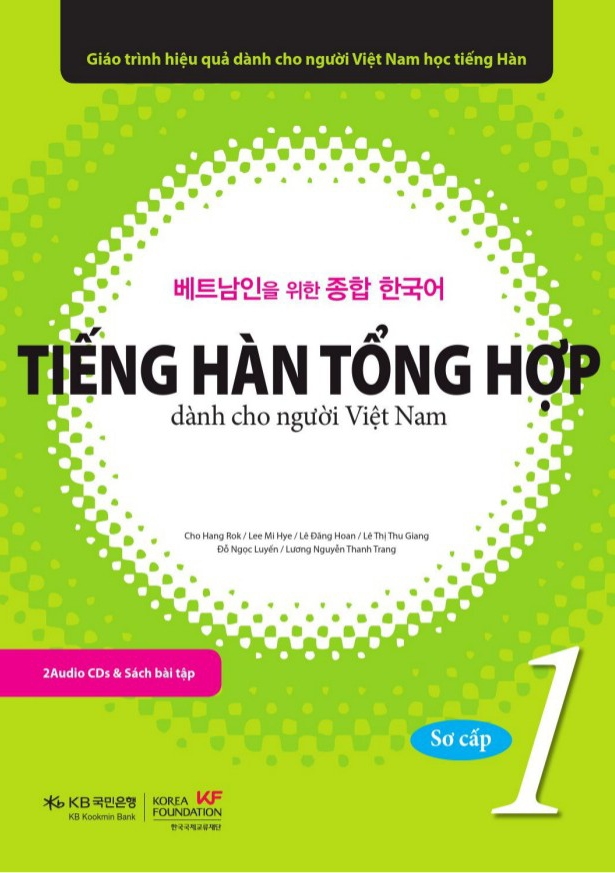 Giáo trình hiệu quả dành cho người Việt Nam học tiếng Hàn
베트남인을 위한 종합 한국어
TIẾNG HÀN TỔNG HỢP
dành cho người Việt Nam
Cho Hang Rok / Lee Mi Hye / Lê Đăng Hoan / Lê Thị Thu Giang
Đỗ Ngọc Luyến / Lương Nguyễn Thanh Trang
2Audio CDs & Sách bài tập
Sơ cấp
1
KB국민은행
KB Kookmin Bank
KOREA KF
FOUNDATION
한국국제교류재단